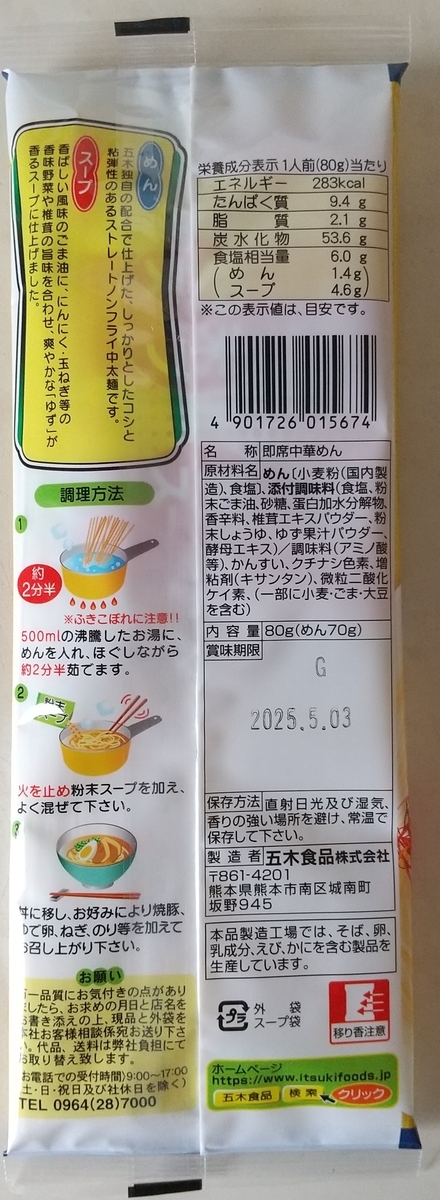 めん
五木独自の配合で仕上げた、しっかりとしたコシと
粘弾性のあるストレートノンフライ中太麺です。
スープ
香ばしい風味のごま油に、にんにく・玉ねぎ等の
香味野菜や椎茸の旨味を合わせ、爽やかな「ゆず」が
香るスープに仕上げました。
調理方法
1
約
2分半
※ふきこぼれに注意!!
500mlの沸騰したお湯に、
めんを入れ、ほぐしながら
約2分半茹でます。
2
粉末
スープ
火を止め粉末スープを加え、
よく混ぜて下さい。
3
丼に移し、お好みにより焼豚、
ゆで卵、ねぎ、のり等を加えて
お召し上がり下さい。
お願い
万一品質にお気付きの点があり
ましたら、お求めの月日と店名を
お書き添えの上、現品と外袋を
本社お客様相談係宛お送り下さ
い。代品、送料は弊社負担にて
お取り替え致します。
(お電話での受付時間)9:00〜17:00
(土・日・祝日及び社休日を除く)
TEL 0964(28)7000
栄養成分表示 1人前(80g)当たり
エネルギー 283kcal
たんぱく質 9.4 g
脂質 2.1 g
炭水化物 53.6 g
食塩相当量 6.0 g
(めん 1.4g)
(スープ 4.6g)
※この表示値は、目安です。
4 901726 015674
名称 即席中華めん
原材料名 めん〔小麦粉(国内製
造)、食塩〕、添付調味料〔食塩、粉
末ごま油、砂糖、蛋白加水分解物、
香辛料、椎茸エキスパウダー、粉
末しょうゆ、ゆず果汁パウダー、
酵母エキス〕/調味料(アミノ酸
等)、かんすい、クチナシ色素、増
粘剤(キサンタン)、微粒二酸化
ケイ素、(一部に小麦・ごま・大豆
を含む)
内容量 80g(めん70g)
賞味期限
G
2025.5.03
保存方法 直射日光及び湿気、
香りの強い場所を避け、常温で
保存して下さい。
製造者 五木食品株式会社
〒861-4201
熊本県熊本市南区城南町
坂野945
本品製造工場では、そば、卵、
乳成分、えび、かにを含む製品を
生産しています。
プラ
外袋
スープ袋
移り香注意
ホームページ
https://www.itsukifoods.jp
五木食品 検索 クリック